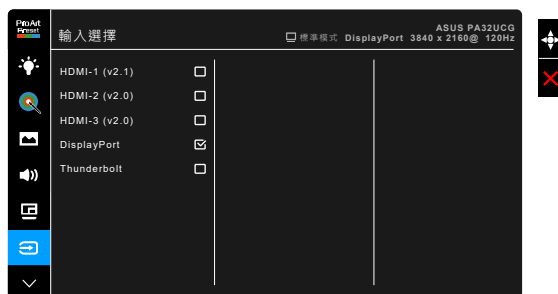 ProArt
Preset
輸入選擇
ASUS PA32UCG
標準模式 DisplayPort 3840 x 2160@ 120Hz
HDMI-1 (v2.1)
HDMI-2 (v2.0)
HDMI-3 (v2.0)
DisplayPort
Thunderbolt